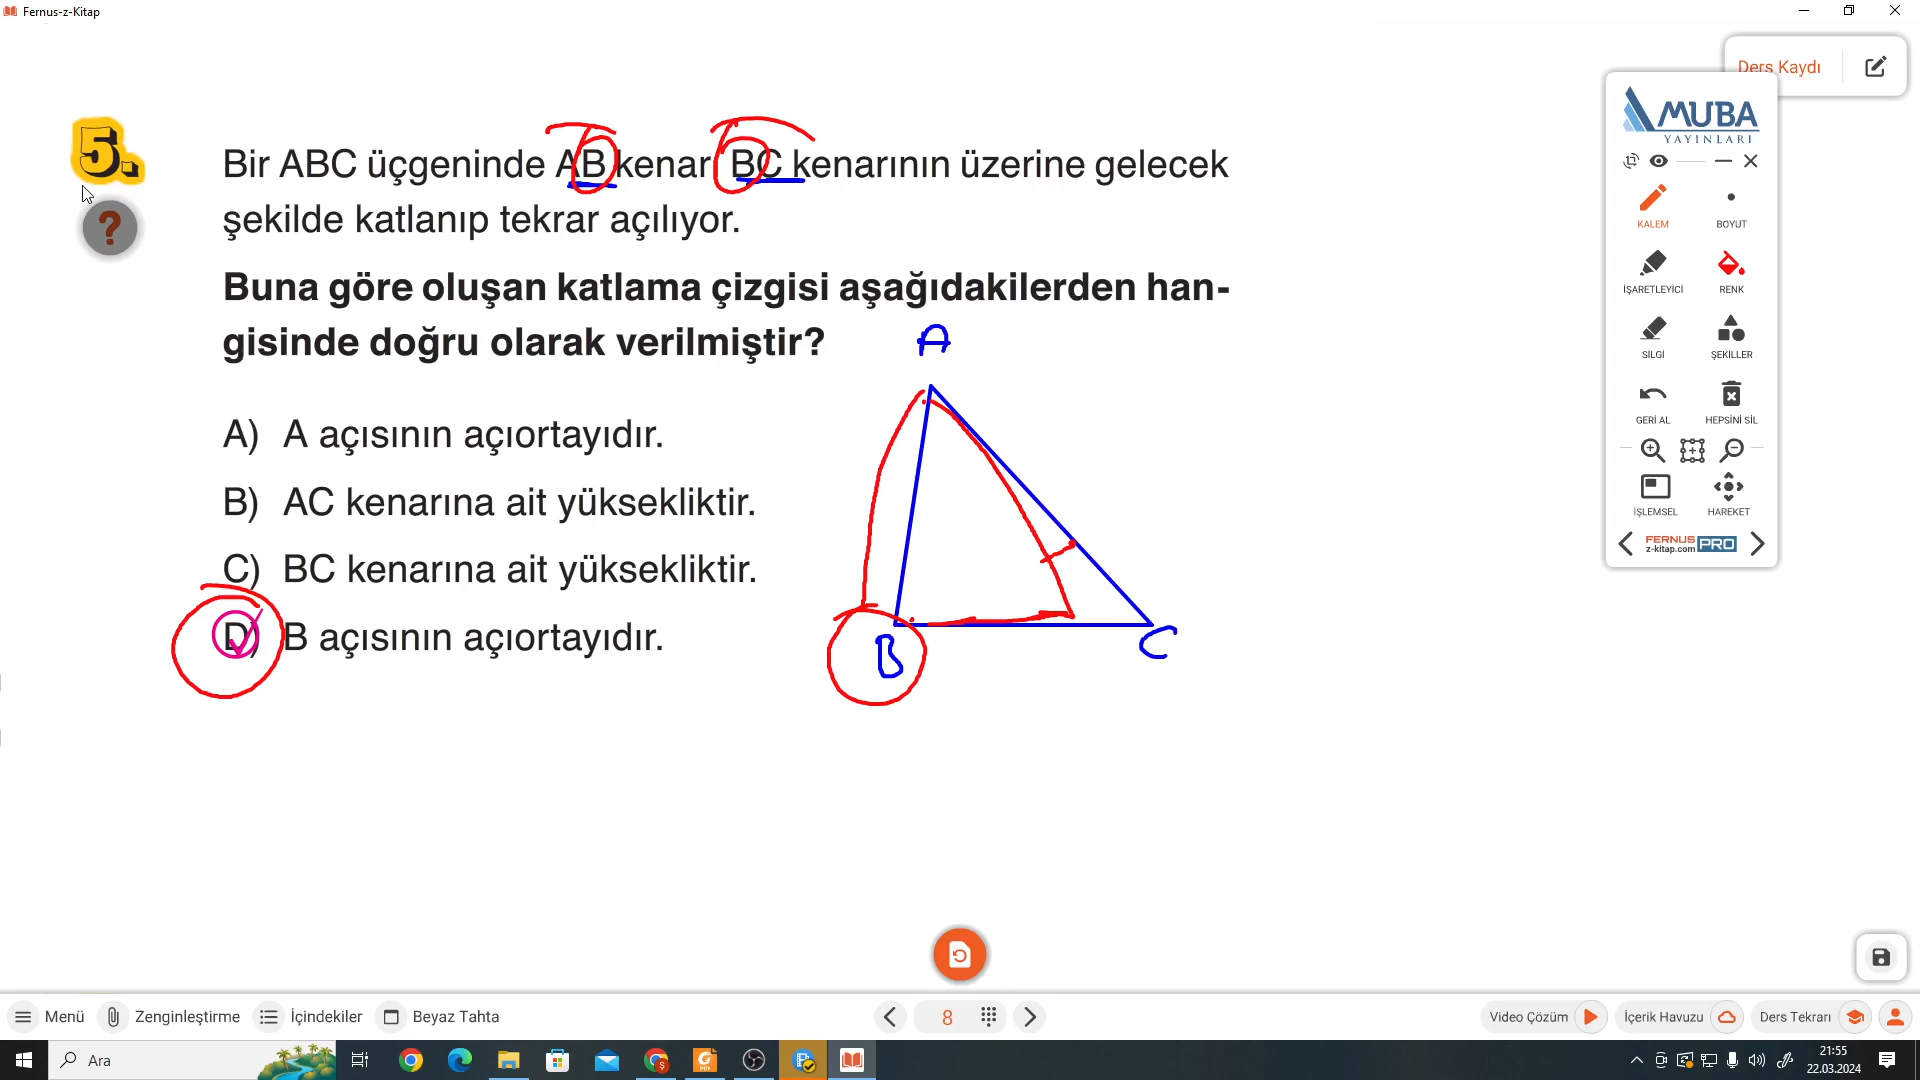 Fernus-z-Kitap
Ders Kaydı
MUBA
YAYINLARI
5.
Bir ABC üçgeninde AB kenarı BC kenarının üzerine gelecek
şekilde katlanıp tekrar açılıyor.
Buna göre oluşan katlama çizgisi aşağıdakilerden han-
gisinde doğru olarak verilmiştir?
A) A açısının açıortayıdır.
B) AC kenarına ait yüksekliktir.
C) BC kenarına ait yüksekliktir.
D) B açısının açıortayıdır.
?
A
B
C
KALEM
BOYUT
İŞARETLEYİCİ
RENK
SİLGİ
ŞEKİLLER
GERİ AL
HEPSİNİ SİL
İŞLEMSEL
HAREKET
FERNUS PRO
z-kitap.com
Menü
Zenginleştirme
İçindekiler
Beyaz Tahta
8
Video Çözüm
İçerik Havuzu
Ders Tekrarı
Ara
21:55
22.03.2024